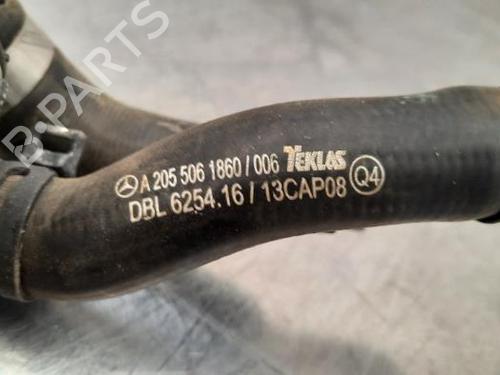 B-PARTS
A 205 506 1860 / 006 TEKLAS
DBL 6254.16 / 13CAP08 Q4